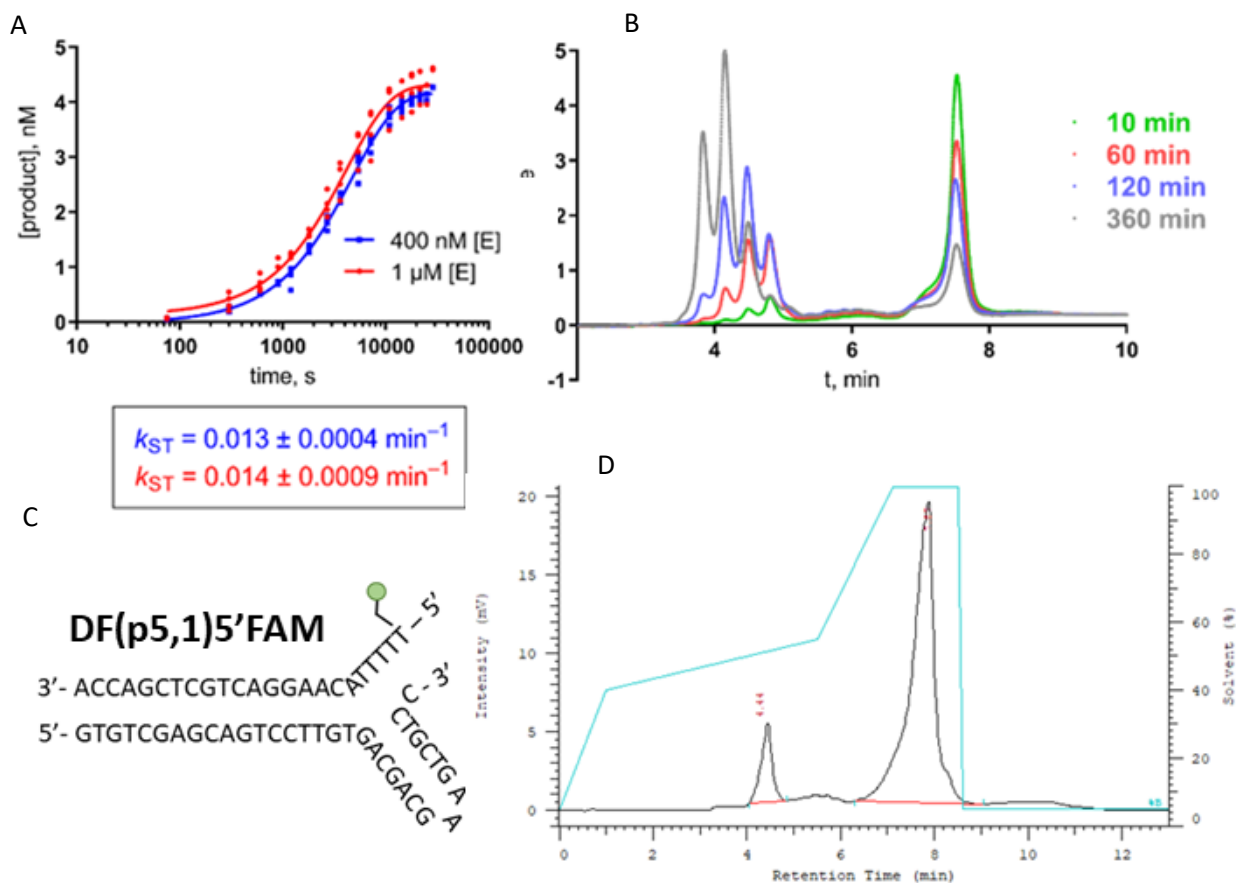 A
5
4
3
2
1
0
[product], nM
10
100
1000
10000
100000
time, s
400 nM [E]
1 µM [E]
kST = 0.013 ± 0.0004 min⁻¹
kST = 0.014 ± 0.0009 min⁻¹
B
5
4
3
2
1
0
-1
4
6
8
10
t, min
10 min
60 min
120 min
360 min
C
DF(p5,1)5'FAM
ATTTTT – 5'
3'- ACCAGCTCGTCAGGAAC
5'- GTGTCGAGCAGTCCTTGT
GACGACG
A
A
CTGCTG
C - 3'
D
20
15
10
5
0
Intensity (mV)
4.44
100
80
60
40
20
0
Solvent (%)
%B
0
2
4
6
8
10
12
Retention Time (min)